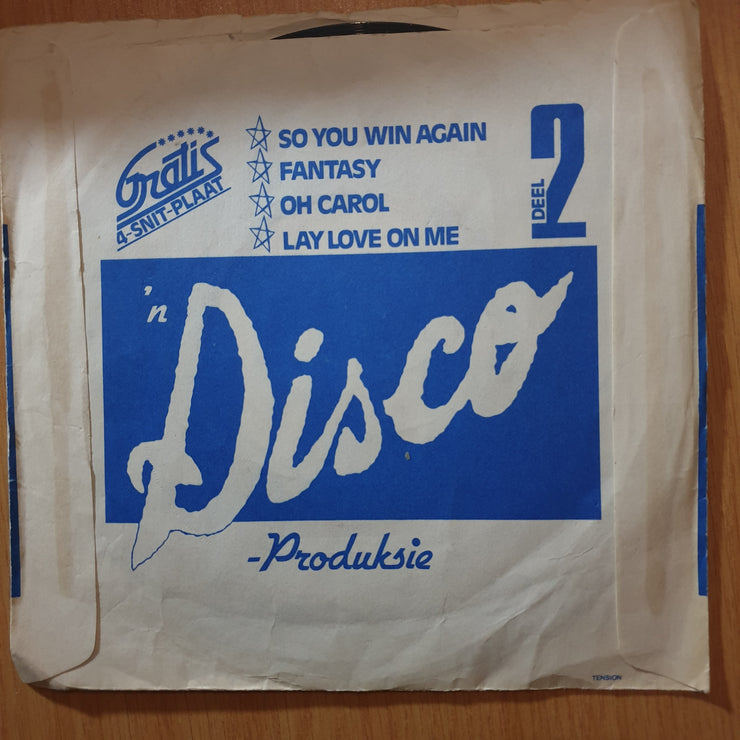 Gratis
4-SNIT-PLAAT
SO YOU WIN AGAIN
FANTASY
OH CAROL
LAY LOVE ON ME
DEEL 2
'n Disco
-Produksie
TENSION